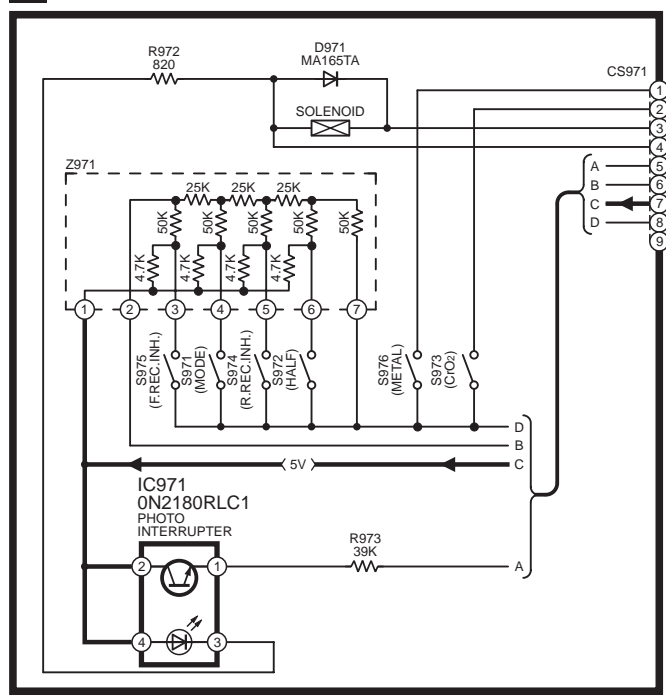 R972
820
D971
MA165TA
CS971
SOLENOID
1
2
3
4
A 5
B 6
C 7
D 8
9
Z971
25K 25K 25K
50K 50K 50K 50K 50K
4.7K 4.7K 4.7K 4.7K
1 2 3 4 5 6 7
S975
(F.REC.INH.)
S971
(MODE)
S974
(R.REC.INH.)
S972
(HALF)
S976
(METAL)
S973
(CrO2)
D
B
5V C
IC971
0N2180RLC1
PHOTO
INTERRUPTER
R973
39K
2 1 A
4 3